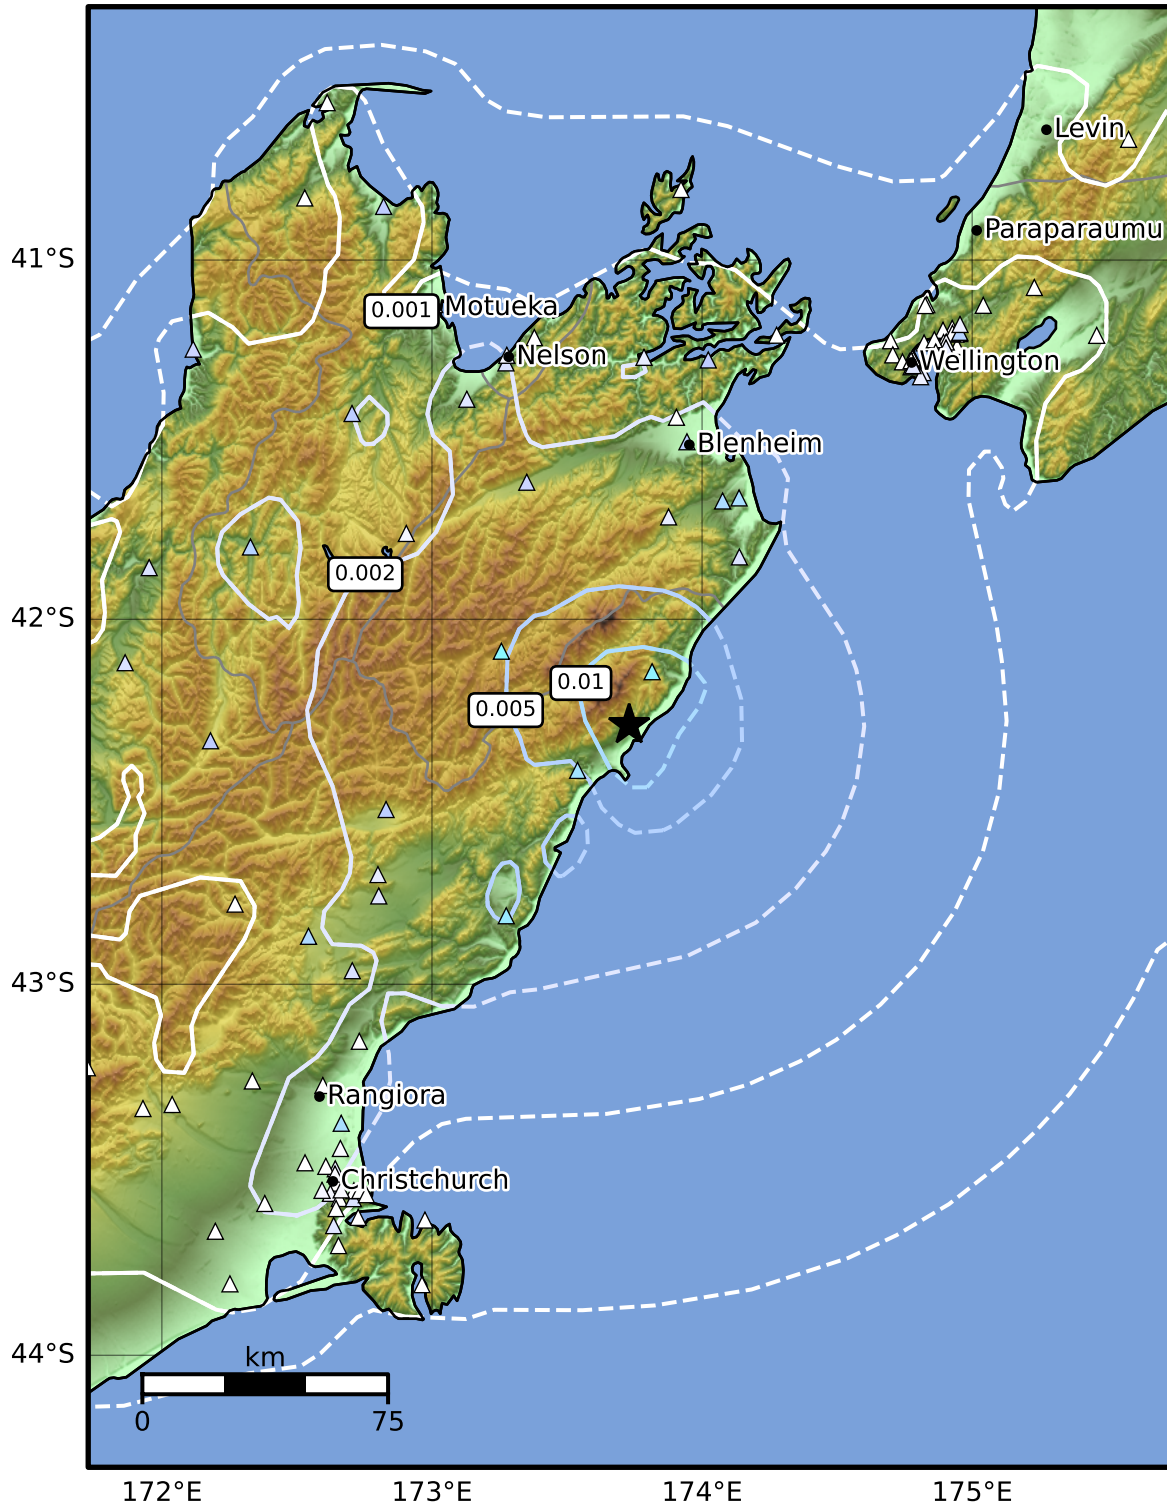 Levin
Paraparaumu
41°S
0.001
Motueka
Nelson
Wellington
Blenheim
0.002
42°S
0.01
0.005
43°S
Rangiora
Christchurch
44°S
km
0
75
172°E
173°E
174°E
175°E